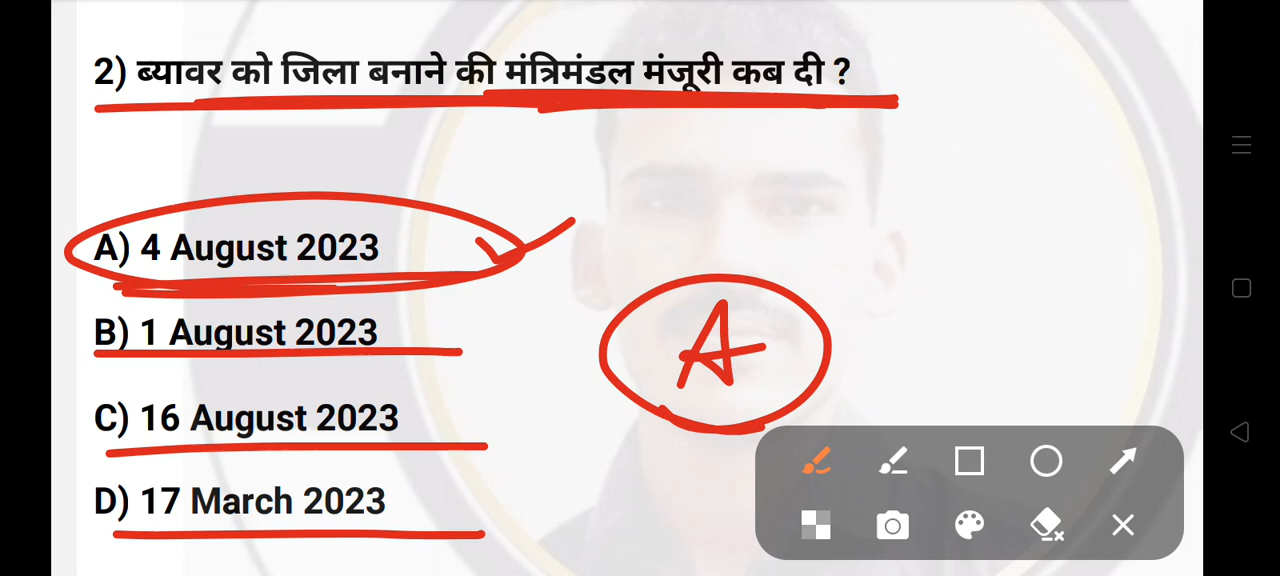 2) ब्यावर को जिला बनाने की मंत्रिमंडल मंजूरी कब दी ?
A) 4 August 2023
B) 1 August 2023
A
C) 16 August 2023
D) 17 March 2023